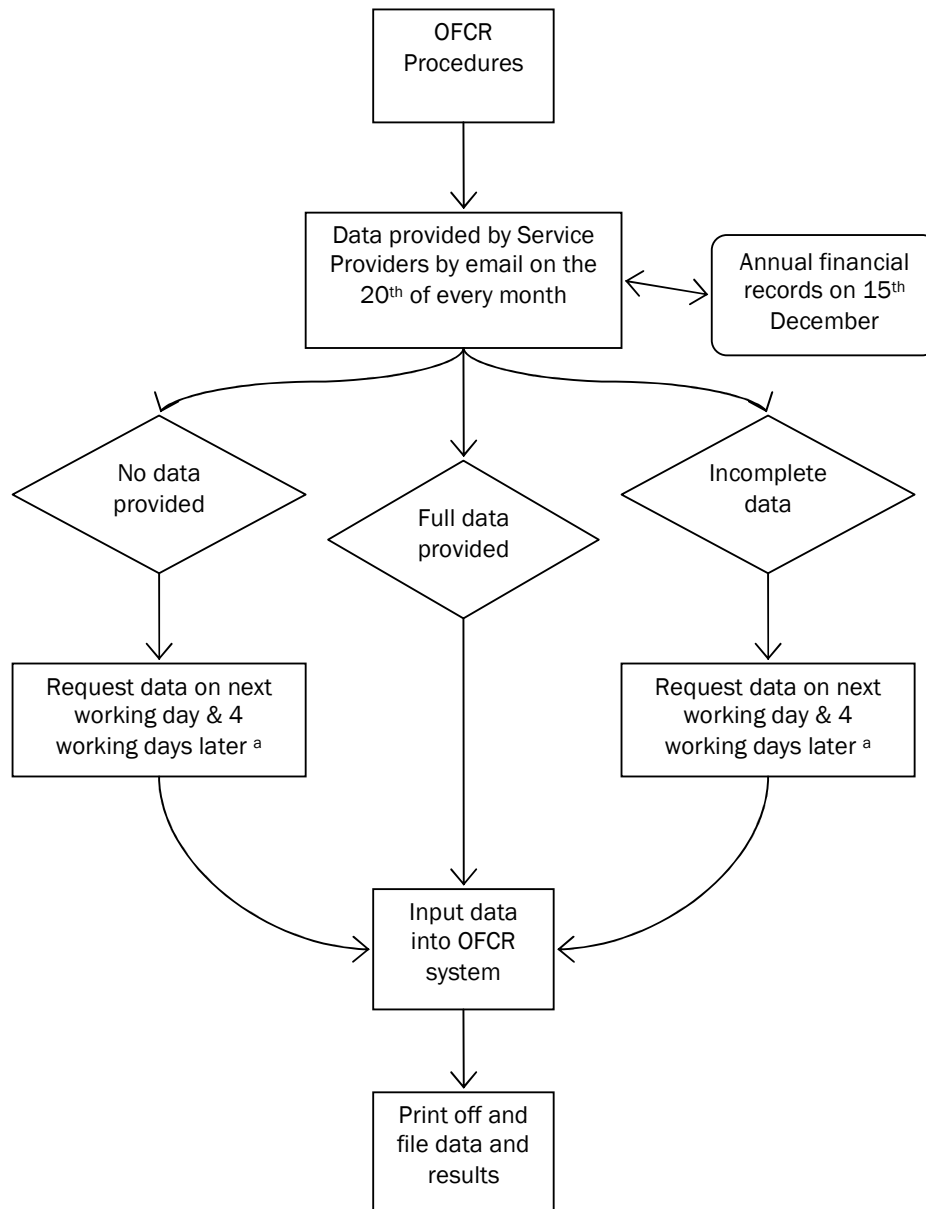 OFCR
Procedures
Data provided by Service
Providers by email on the
20th of every month
Annual financial
records on 15th
December
No data
provided
Full data
provided
Incomplete
data
Request data on next
working day & 4
working days later a
Request data on next
working day & 4
working days later a
Input data
into OFCR
system
Print off and
file data and
results